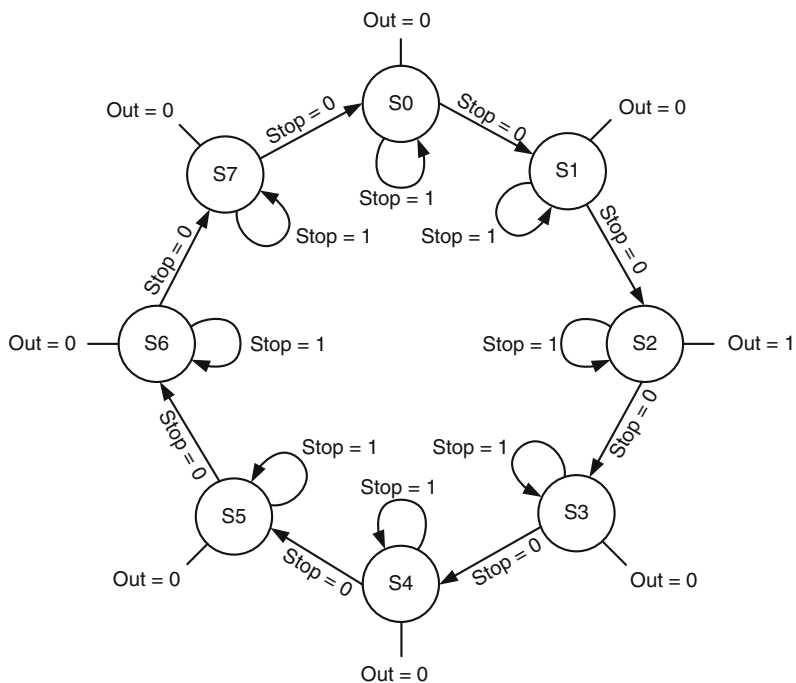 Out = 0
S0
Stop = 0
Stop = 0
Out = 0
Out = 0
S7
S1
Stop = 1
Stop = 1
Stop = 1
Stop = 0
Stop = 0
Out = 0
S6
Stop = 1
Stop = 1
S2
Out = 1
Stop = 0
Stop = 0
Stop = 1
Stop = 1
Stop = 1
S5
S3
Stop = 0
Stop = 0
Out = 0
S4
Out = 0
Out = 0